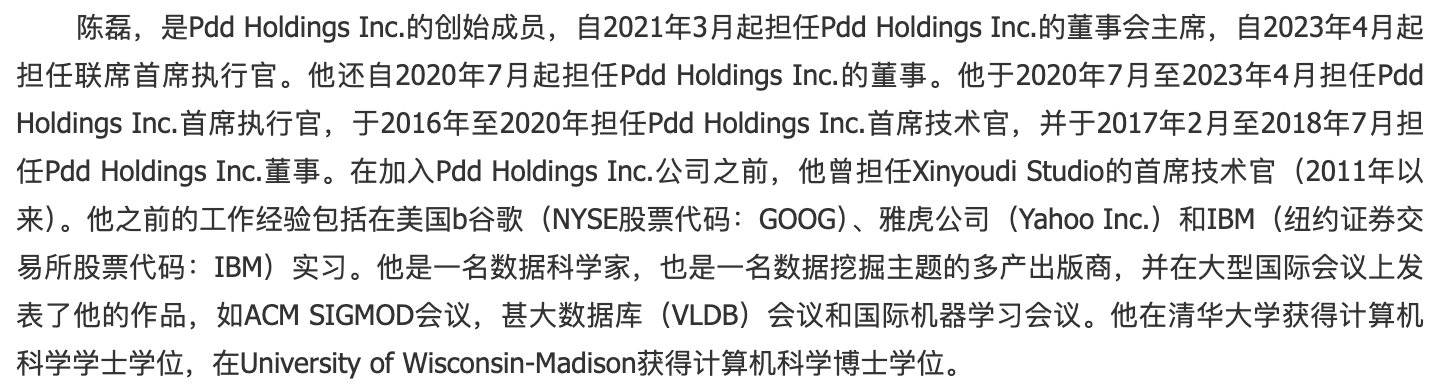 陈磊，是Pdd Holdings Inc.的创始成员，自2021年3月起担任Pdd Holdings Inc.的董事会主席，自2023年4月起
担任联席首席执行官。他还自2020年7月起担任Pdd Holdings Inc.的董事。他于2020年7月至2023年4月担任Pdd
Holdings Inc.首席执行官，于2016年至2020年担任Pdd Holdings Inc.首席技术官，并于2017年2月至2018年7月担
任Pdd Holdings Inc.董事。在加入Pdd Holdings Inc.公司之前，他曾担任Xinyoudi Studio的首席技术官（2011年以
来）。他之前的工作经验包括在美国b谷歌（NYSE股票代码：GOOG）、雅虎公司（Yahoo Inc.）和IBM（纽约证券交
易所股票代码：IBM）实习。他是一名数据科学家，也是一名数据挖掘主题的多产出版商，并在大型国际会议上发
表了他的作品，如ACM SIGMOD会议，甚大数据库（VLDB）会议和国际机器学习会议。他在清华大学获得计算机
科学学士学位，在University of Wisconsin-Madison获得计算机科学博士学位。